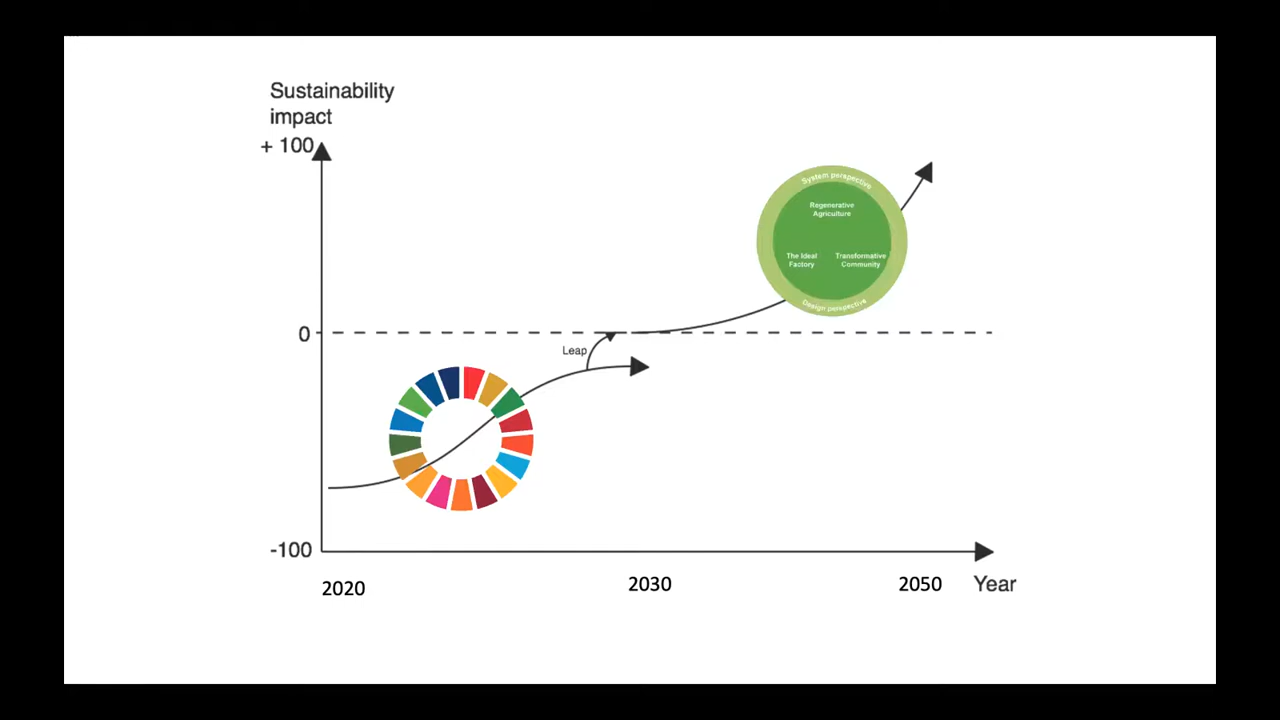 Sustainability
impact
+ 100
System perspective
Regenerative
Agriculture
The Ideal
Factory
Transformative
Community
Design perspective
0
Leap
-100
2020
2030
2050
Year